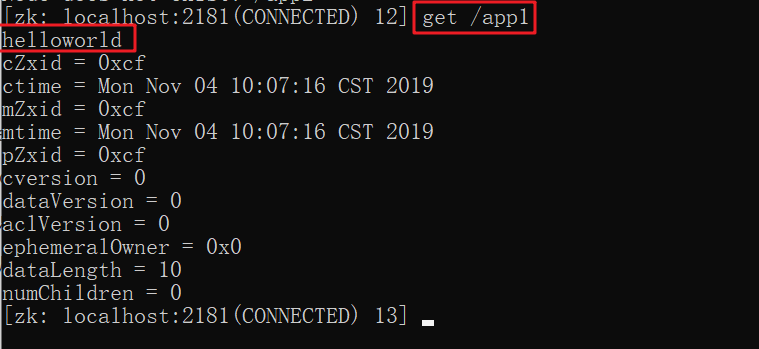 [zk: localhost:2181(CONNECTED) 12] get /app1
helloworld
cZxid = 0xcf
ctime = Mon Nov 04 10:07:16 CST 2019
mZxid = 0xcf
mtime = Mon Nov 04 10:07:16 CST 2019
pZxid = 0xcf
cversion = 0
dataVersion = 0
aclVersion = 0
ephemeralOwner = 0x0
dataLength = 10
numChildren = 0
[zk: localhost:2181(CONNECTED) 13]